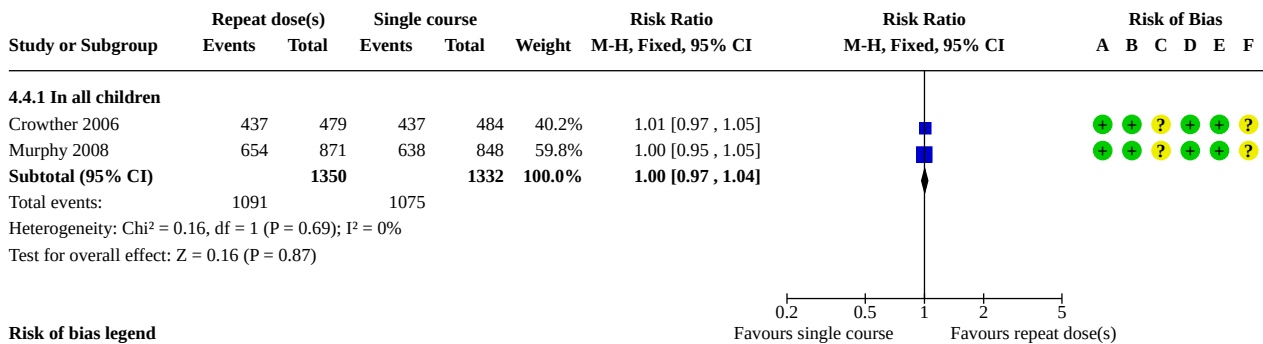 Repeat dose(s) Single course Risk Ratio Risk Ratio Risk of Bias
Study or Subgroup Events Total Events Total Weight M-H, Fixed, 95% CI M-H, Fixed, 95% CI A B C D E F
4.4.1 In all children
Crowther 2006 437 479 437 484 40.2% 1.01 [0.97 , 1.05] + + ? + + ?
Murphy 2008 654 871 638 848 59.8% 1.00 [0.95 , 1.05] + + ? + + ?
Subtotal (95% CI) 1350 1332 100.0% 1.00 [0.97 , 1.04]
Total events: 1091 1075
Heterogeneity: Chi² = 0.16, df = 1 (P = 0.69); I² = 0%
Test for overall effect: Z = 0.16 (P = 0.87)
0.2 0.5 1 2 5
Risk of bias legend Favours single course Favours repeat dose(s)